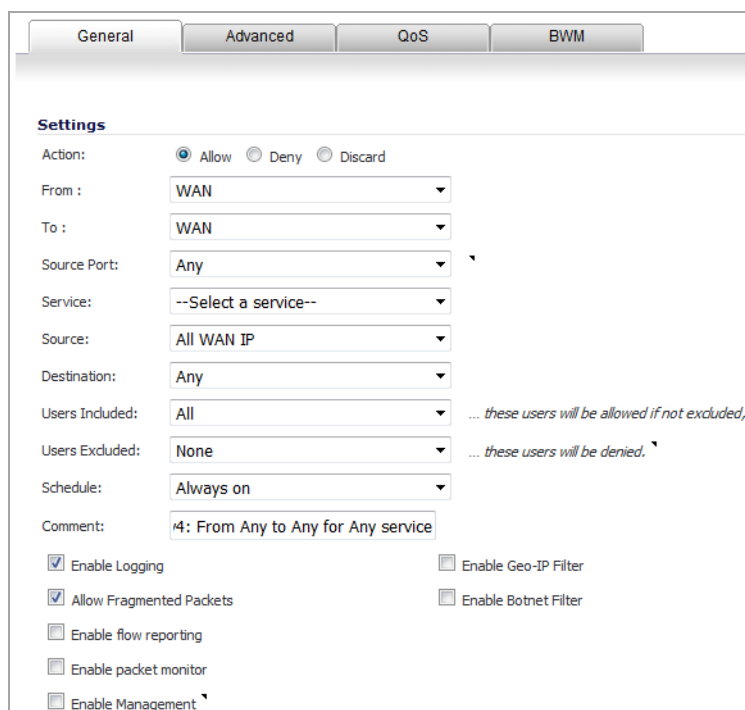 General Advanced QoS BWM
Settings
Action: Allow Deny Discard
From : WAN
To : WAN
Source Port: Any
Service: --Select a service--
Source: All WAN IP
Destination: Any
Users Included: All ... these users will be allowed if not excluded,
Users Excluded: None ... these users will be denied.
Schedule: Always on
Comment: 4: From Any to Any for Any service
Enable Logging Enable Geo-IP Filter
Allow Fragmented Packets Enable Botnet Filter
Enable flow reporting
Enable packet monitor
Enable Management